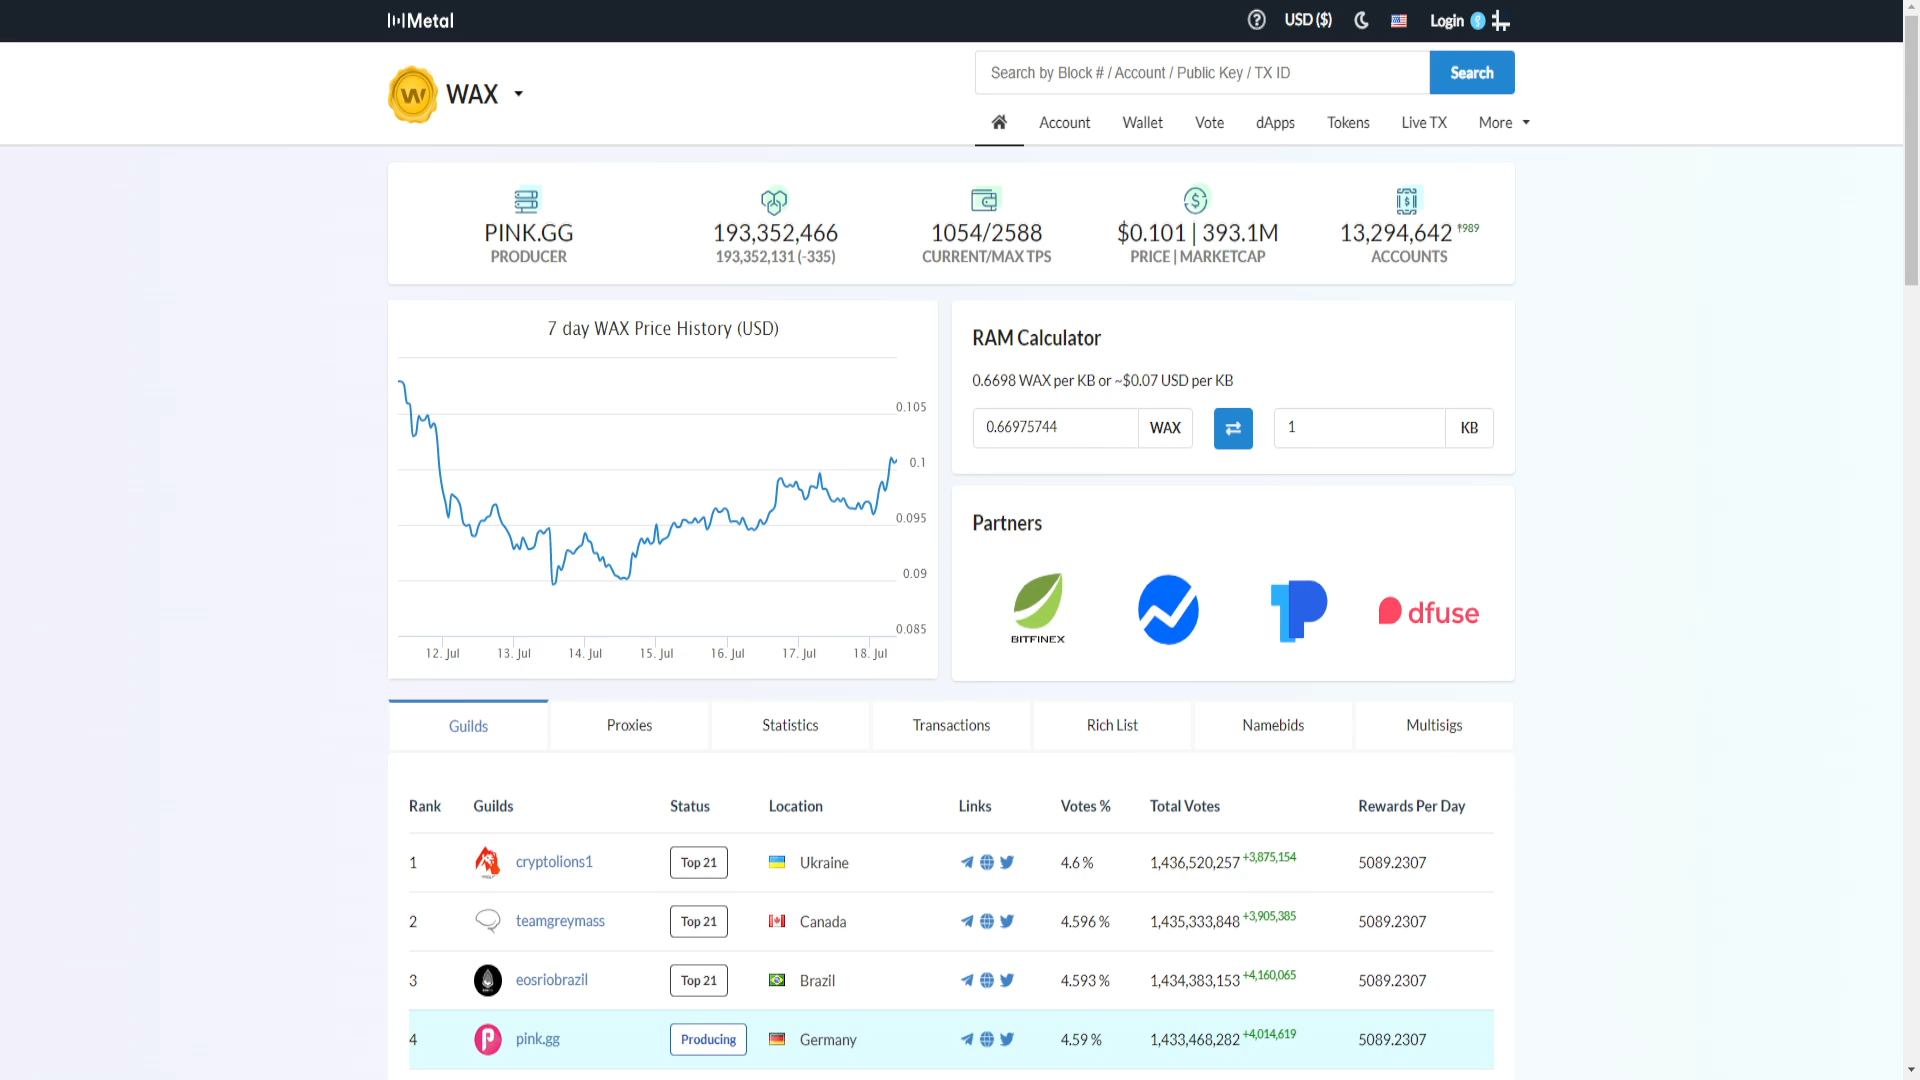 Metal
USD ($)
Login
WAX
Search by Block # / Account / Public Key / TX ID
Search
Account Wallet Vote dApps Tokens Live TX More
PINK.GG
PRODUCER
193,352,466
193,352,131 (-335)
1054/2588
CURRENT/MAX TPS
$0.101 | 393.1M
PRICE | MARKETCAP
13,294,642 ↑989
ACCOUNTS
7 day WAX Price History (USD)
0.105
0.1
0.095
0.09
0.085
12. Jul 13. Jul 14. Jul 15. Jul 16. Jul 17. Jul 18. Jul
RAM Calculator
0.6698 WAX per KB or ~$0.07 USD per KB
0.66975744 WAX 1 KB
Partners
BITFINEX
dfuse
Guilds Proxies Statistics Transactions Rich List Namebids Multisigs
Rank Guilds Status Location Links Votes % Total Votes Rewards Per Day
1 cryptolions1 Top 21 Ukraine 4.6 % 1,436,520,257 +3,875,154 5089.2307
2 teamgreymass Top 21 Canada 4.596 % 1,435,333,848 +3,905,385 5089.2307
3 eosriobrazil Top 21 Brazil 4.593 % 1,434,383,153 +4,160,065 5089.2307
4 pink.gg Producing Germany 4.59 % 1,433,468,282 +4,014,619 5089.2307